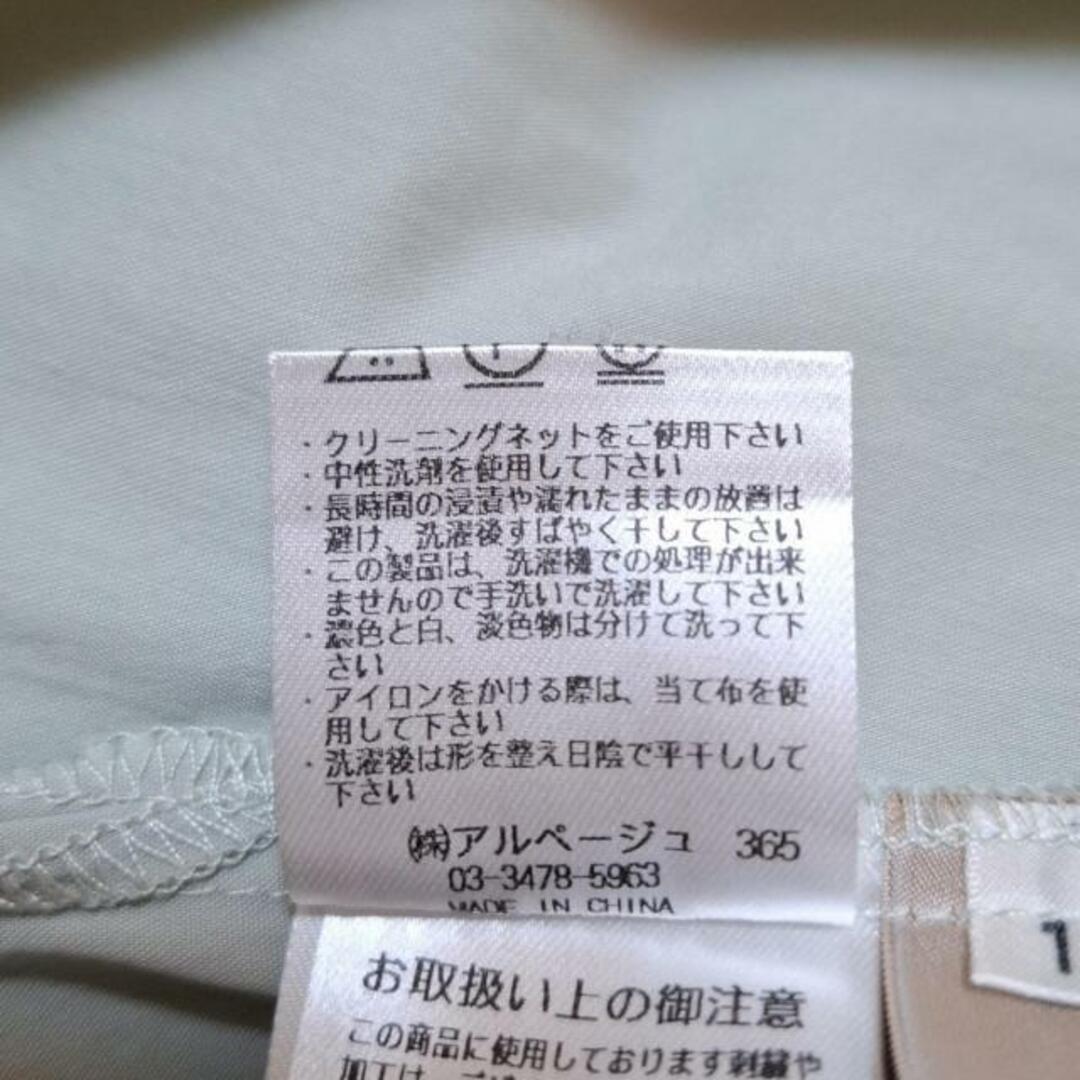 ・クリーニングネットをご使用下さい
・中性洗剤を使用して下さい
・長時間の浸漬や濡れたままの放置は
避け、洗濯後すばやく干して下さい
・この製品は、洗濯機での処理が出来
ませんので手洗いで洗濯して下さい
・濃色と白、淡色物は分けて洗って下
さい
・アイロンをかける際は、当て布を使
用して下さい
・洗濯後は形を整え日陰で平干しして
下さい
㈱アルページュ 365
03-3478-5963
MADE IN CHINA
お取扱い上の御注意
この商品に使用しております刺繍や
加工は、
1